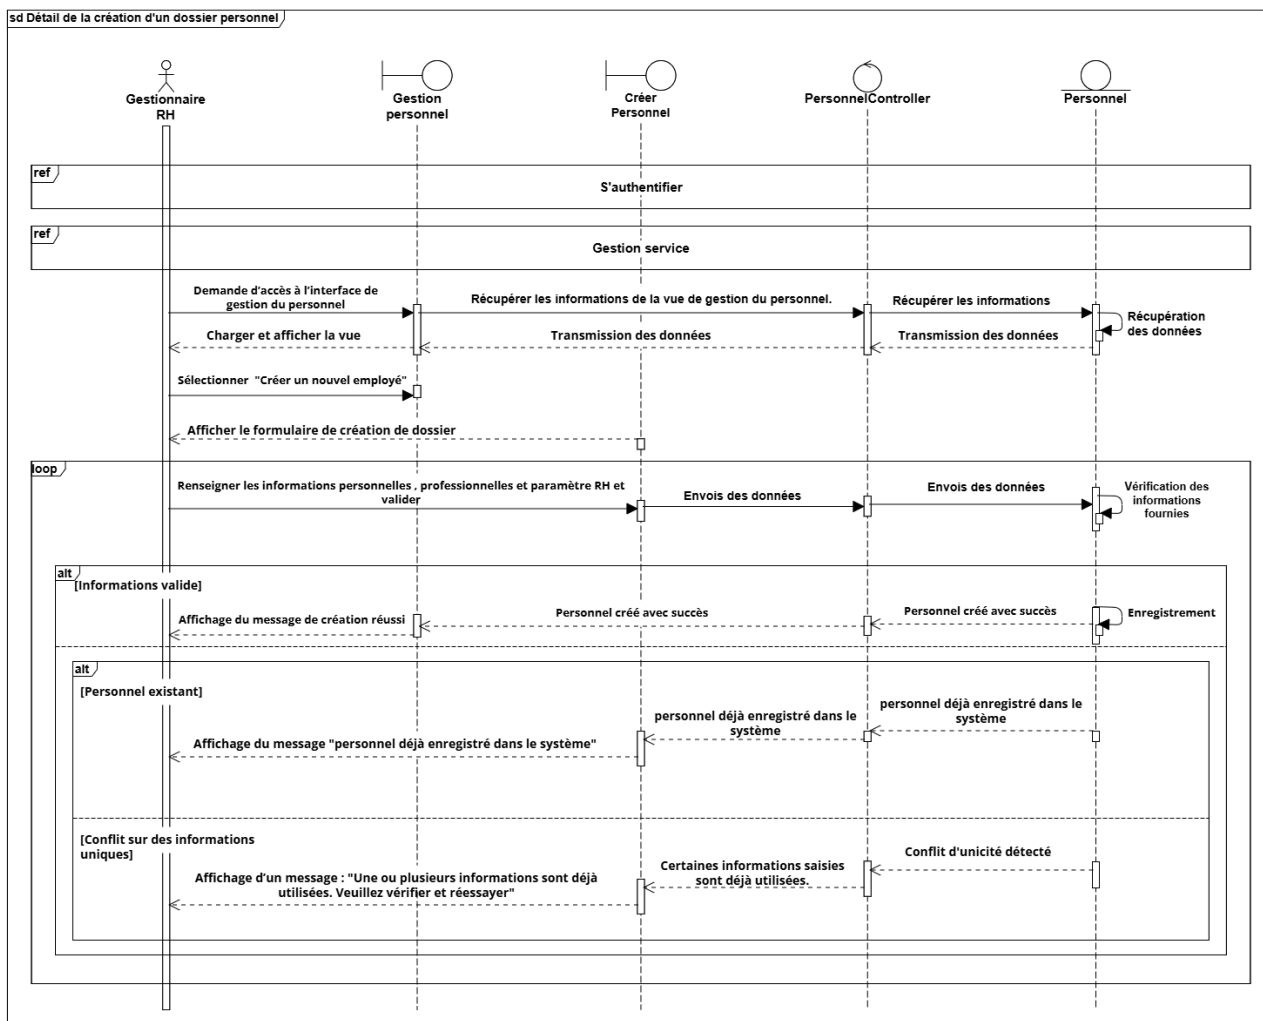 sd Détail de la création d'un dossier personnel
Gestionnaire
RH
Gestion
personnel
Créer
Personnel
PersonnelController
Personnel
ref
S'authentifier
ref
Gestion service
Demande d'accès à l'interface de
gestion du personnel
Récupérer les informations de la vue de gestion du personnel.
Récupérer les informations
Récupération
des données
Charger et afficher la vue
Transmission des données
Transmission des données
Sélectionner "Créer un nouvel employé"
Afficher le formulaire de création de dossier
loop
Renseigner les informations personnelles , professionnelles et paramètre RH et
valider
Envois des données
Envois des données
Vérification des
informations
fournies
alt
[Informations valide]
Affichage du message de création réussi
Personnel créé avec succès
Personnel créé avec succès
Enregistrement
alt
[Personnel existant]
Affichage du message "personnel déjà enregistré dans le système"
personnel déjà enregistré dans le
système
personnel déjà enregistré dans le
système
[Conflit sur des informations
uniques]
Affichage d'un message : "Une ou plusieurs informations sont déjà
utilisées. Veuillez vérifier et réessayer"
Certaines informations saisies
sont déjà utilisées.
Conflit d'unicité détecté